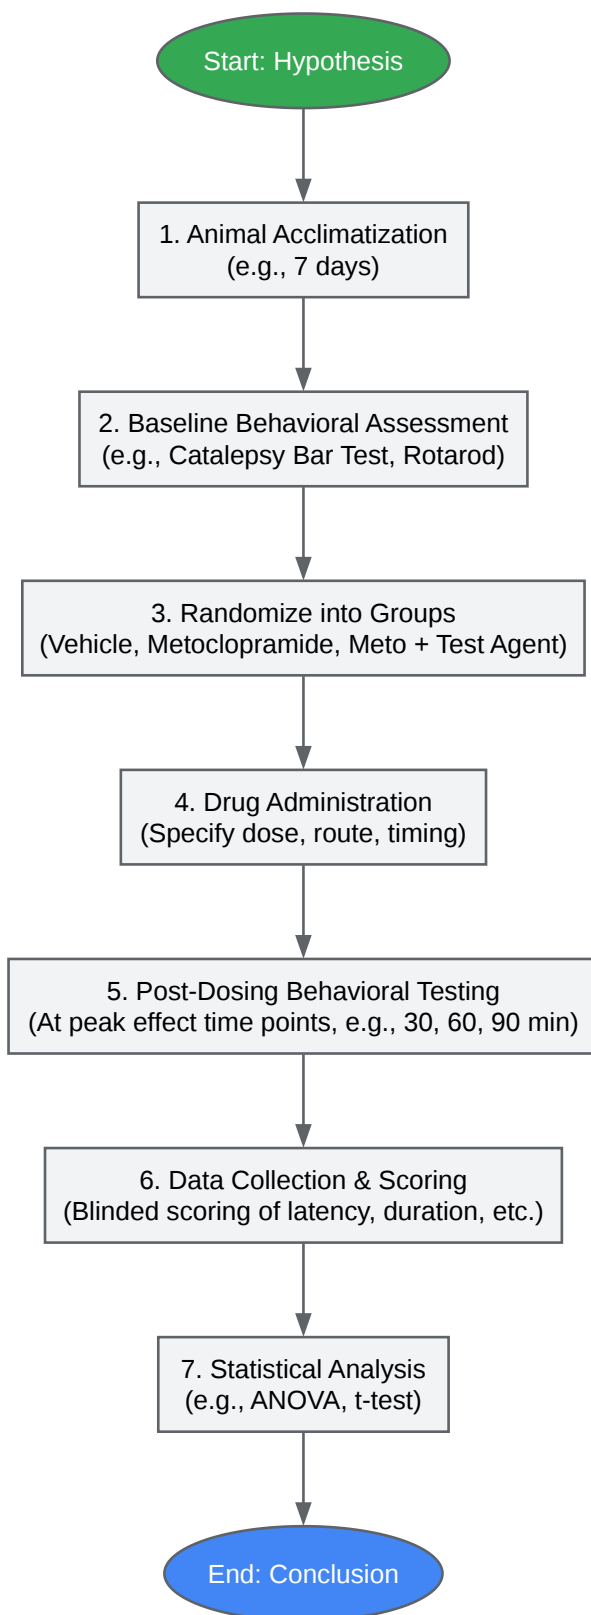 Start: Hypothesis
1. Animal Acclimatization
(e.g., 7 days)
2. Baseline Behavioral Assessment
(e.g., Catalepsy Bar Test, Rotarod)
3. Randomize into Groups
(Vehicle, Metoclopramide, Meto + Test Agent)
4. Drug Administration
(Specify dose, route, timing)
5. Post-Dosing Behavioral Testing
(At peak effect time points, e.g., 30, 60, 90 min)
6. Data Collection & Scoring
(Blinded scoring of latency, duration, etc.)
7. Statistical Analysis
(e.g., ANOVA, t-test)
End: Conclusion